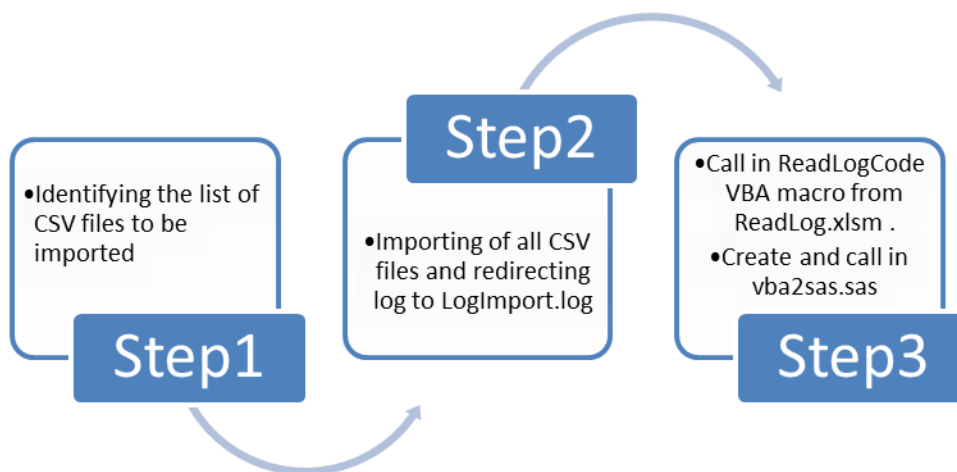 •Identifying the list of
CSV files to be
imported
Step1
Step2
•Importing of all CSV
files and redirecting
log to LogImport.log
•Call in ReadLogCode
VBA macro from
ReadLog.xlsm .
•Create and call in
vba2sas.sas
Step3